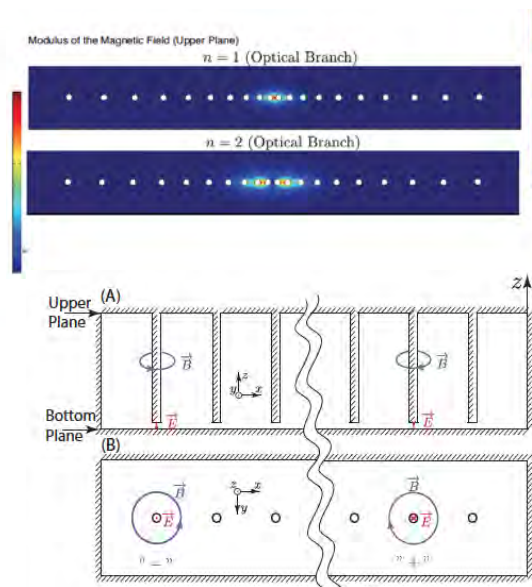 Modulus of the Magnetic Field (Upper Plane)
n = 1 (Optical Branch)
n = 2 (Optical Branch)
z
(A)
Upper
Plane
B
B
z
y x
Bottom
Plane
E
E
(B)
B
z x
y
B
E
E
" − "
" + "